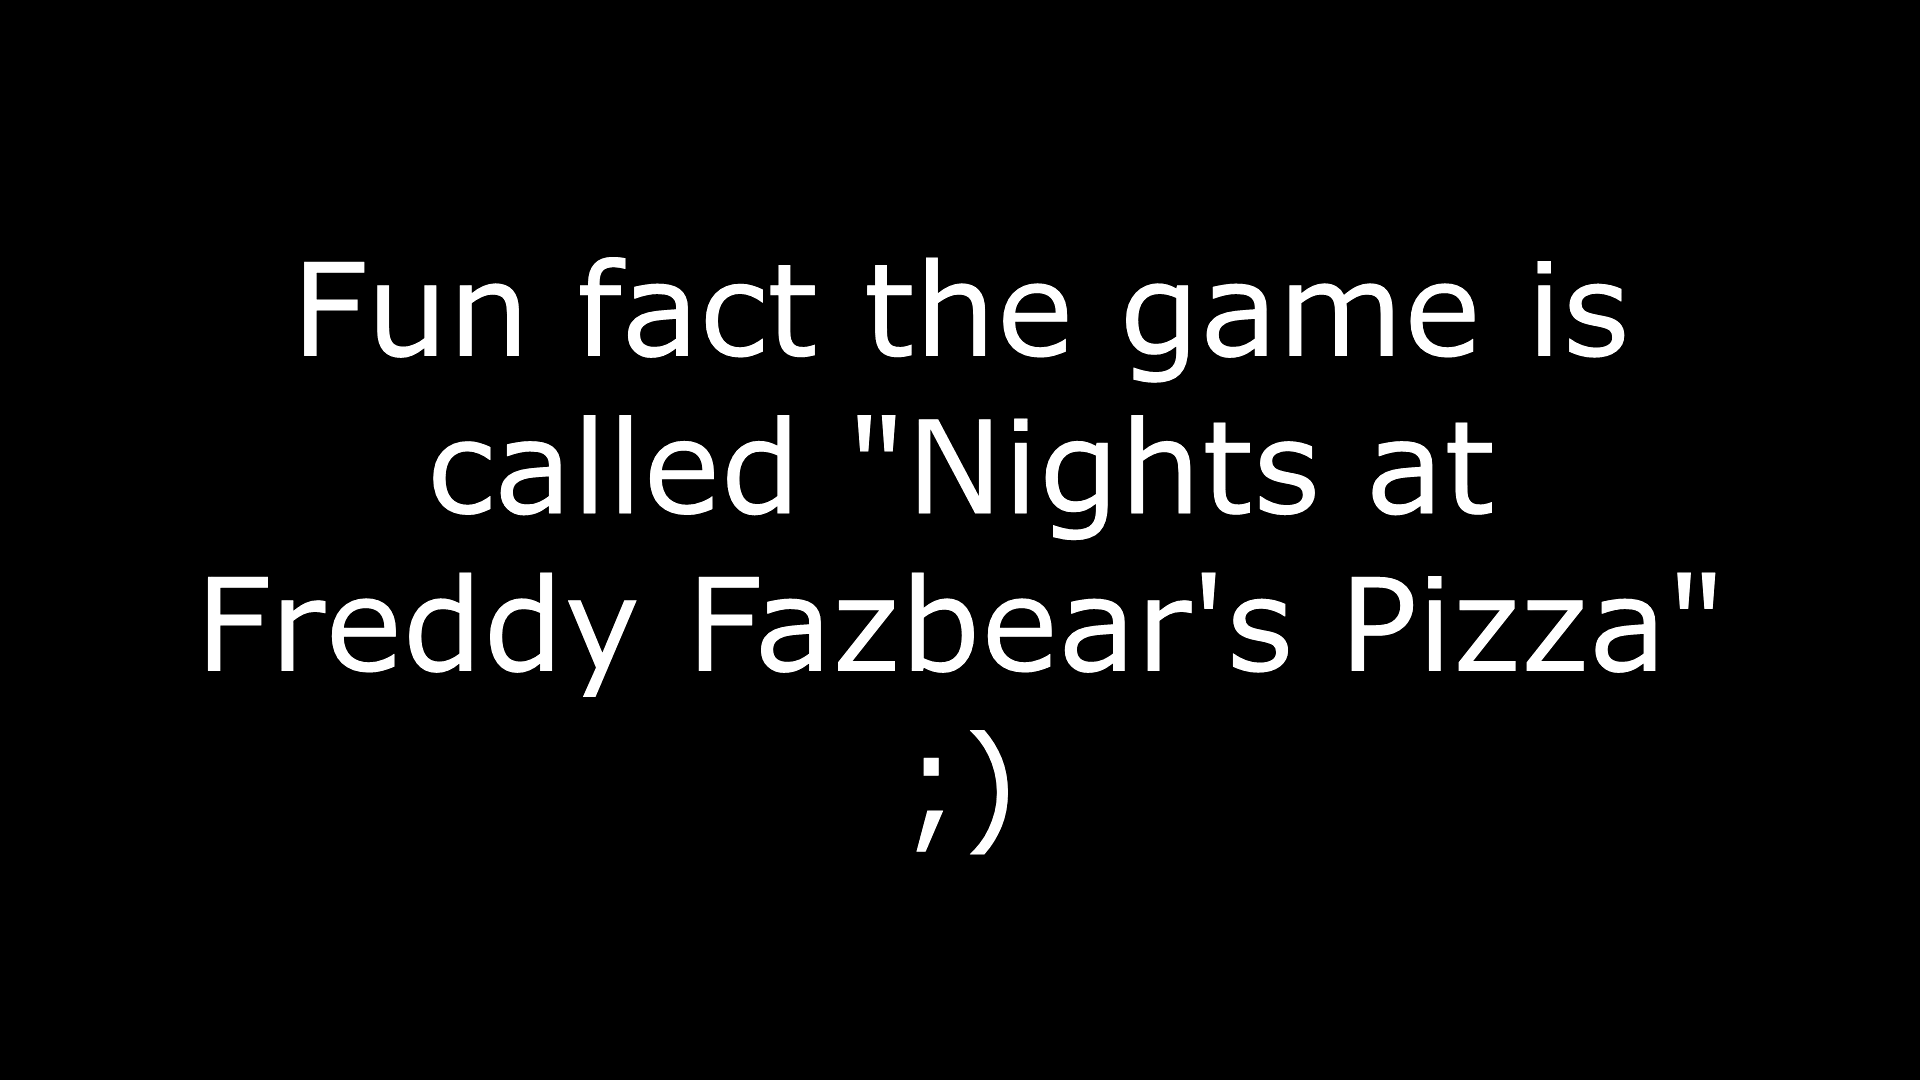 Fun fact the game is
called "Nights at
Freddy Fazbear's Pizza"
;)